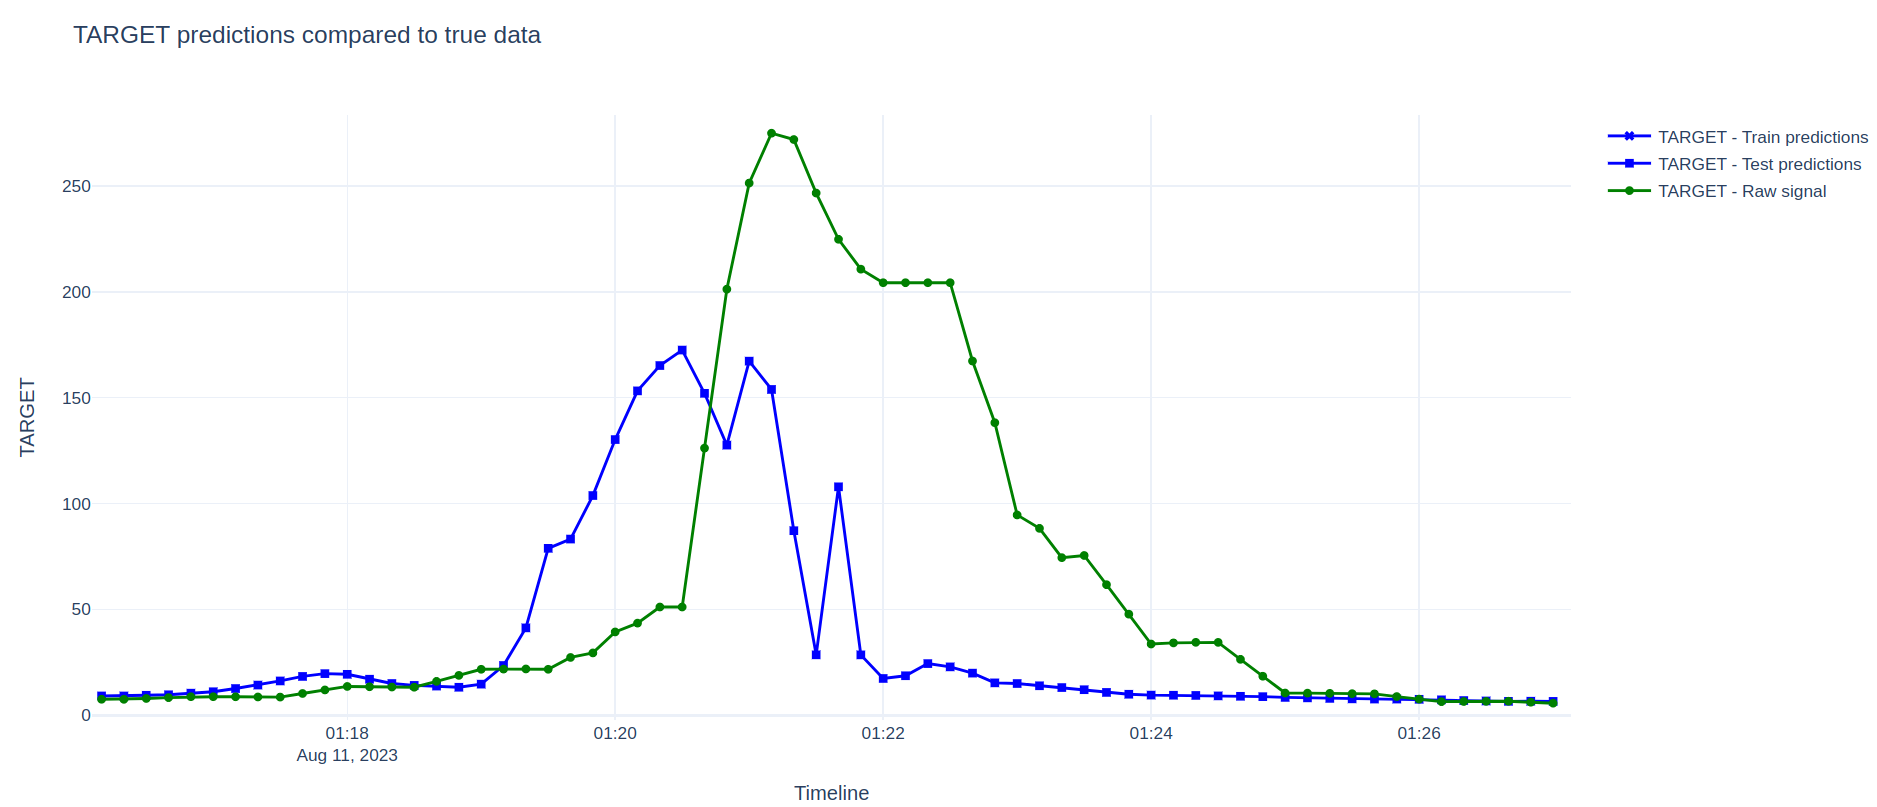 TARGET predictions compared to true data
TARGET - Train predictions
TARGET - Test predictions
TARGET - Raw signal
250
200
150
100
50
0
TARGET
01:18
Aug 11, 2023
01:20
01:22
01:24
01:26
Timeline